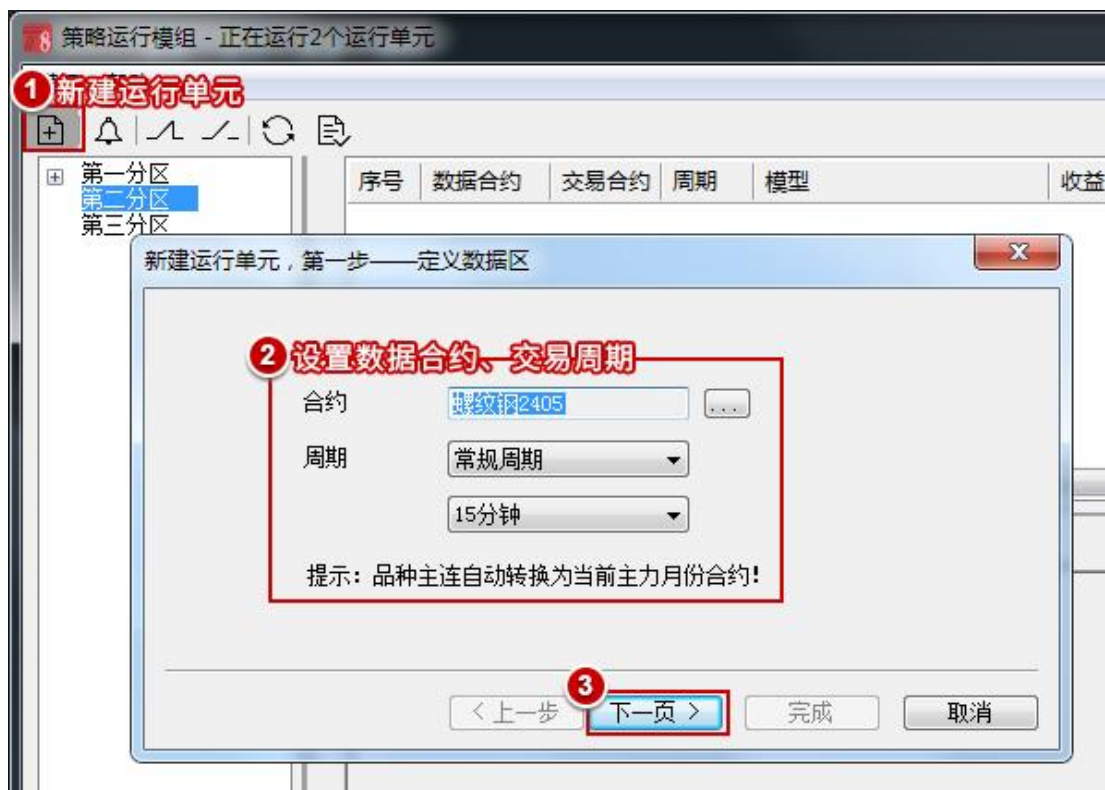 策略运行模组 - 正在运行2个运行单元
1 新建运行单元
第一分区
第二分区
第三分区
序号 数据合约 交易合约 周期 模型 收益
新建运行单元，第一步——定义数据区
2 设置数据合约、交易周期
合约 螺纹钢2405 ...
周期 常规周期
15分钟
提示：品种主连自动转换为当前主力月份合约!
3
< 上一步 下一页 > 完成 取消